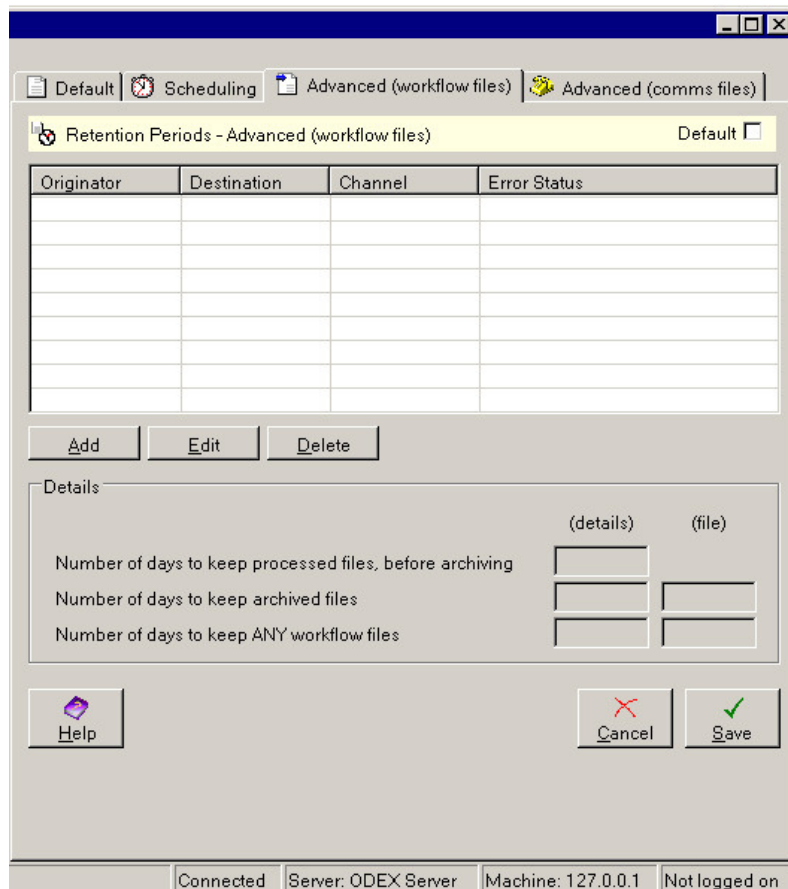 Default Scheduling Advanced (workflow files) Advanced (comms files)
Retention Periods - Advanced (workflow files) Default
Originator Destination Channel Error Status
Add Edit Delete
Details
(details) (file)
Number of days to keep processed files, before archiving
Number of days to keep archived files
Number of days to keep ANY workflow files
Help Cancel Save
Connected Server: ODEX Server Machine: 127.0.0.1 Not logged on